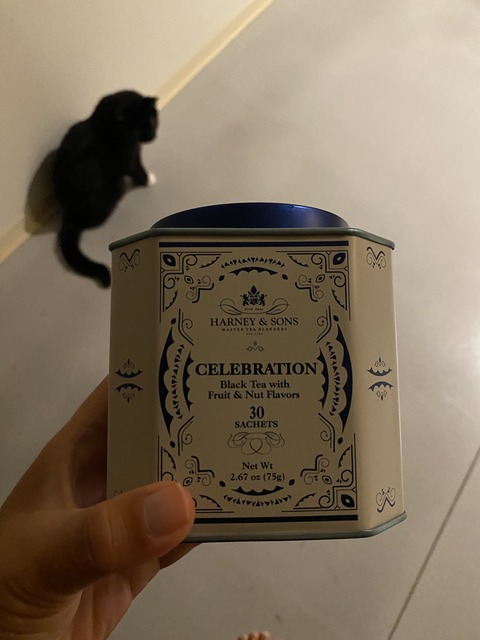 HARNEY & SONS
MASTER TEA BLENDERS
CELEBRATION
Black Tea with
Fruit & Nut Flavors
30
SACHETS
Net Wt
2.67 oz (75g)